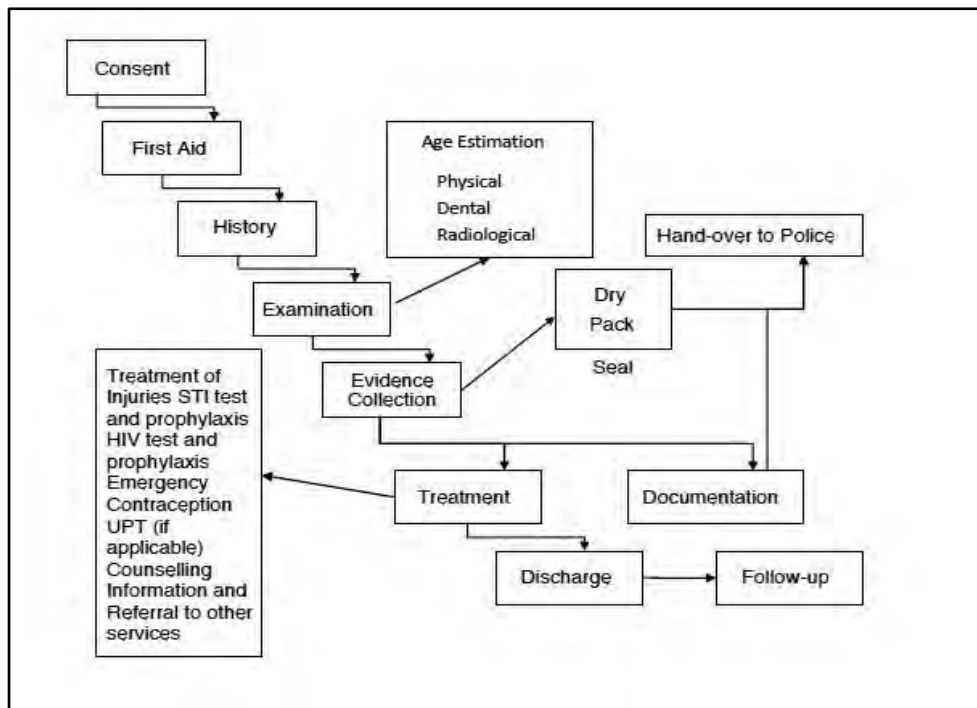 Consent
First Aid
History
Examination
Age Estimation
Physical
Dental
Radiological
Evidence
Collection
Dry
Pack
Seal
Hand-over to Police
Treatment
Documentation
Treatment of
Injuries STI test
and prophylaxis
HIV test and
prophylaxis
Emergency
Contraception
UPT (if
applicable)
Counselling
Information and
Referral to other
services
Discharge
Follow-up